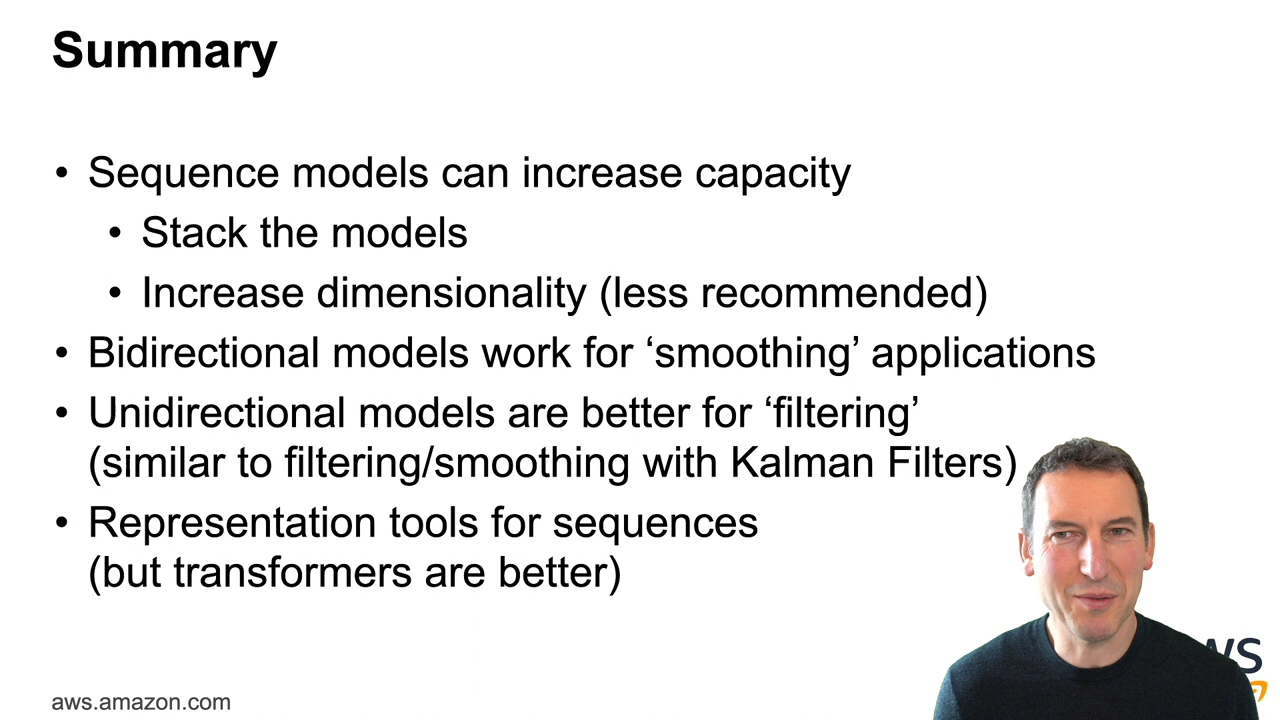 Summary
• Sequence models can increase capacity
• Stack the models
• Increase dimensionality (less recommended)
• Bidirectional models work for ‘smoothing’ applications
• Unidirectional models are better for ‘filtering’
(similar to filtering/smoothing with Kalman Filters)
• Representation tools for sequences
(but transformers are better)
aws.amazon.com